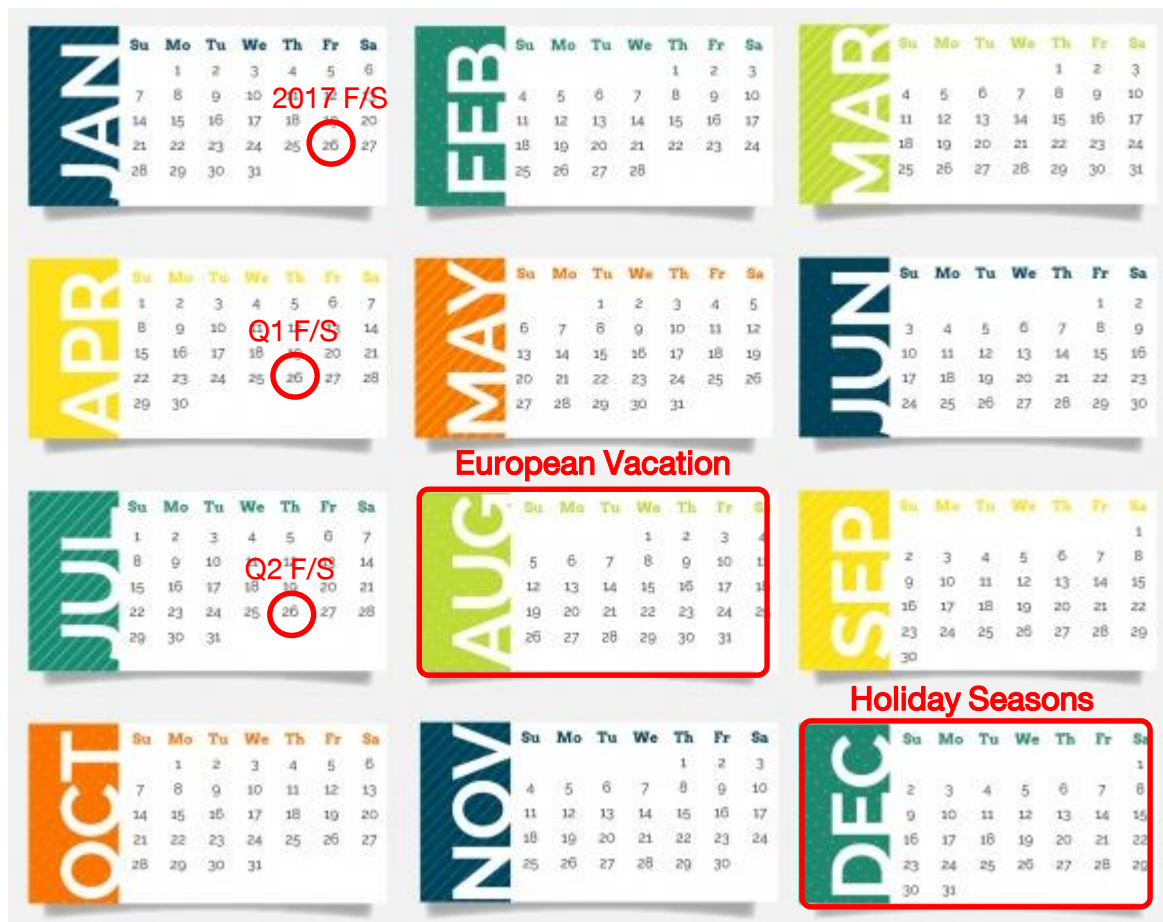 JAN
Su Mo Tu We Th Fr Sa
1 2 3 4 5 6
7 8 9 10
2017 F/S
14 15 16 17 18 19 20
21 22 23 24 25 26 27
28 29 30 31
FEB
Su Mo Tu We Th Fr Sa
1 2 3
4 5 6 7 8 9 10
11 12 13 14 15 16 17
18 19 20 21 22 23 24
25 26 27 28
MAR
Su Mo Tu We Th Fr Sa
1 2 3
4 5 6 7 8 9 10
11 12 13 14 15 16 17
18 19 20 21 22 23 24
25 26 27 28 29 30 31
APR
Su Mo Tu We Th Fr Sa
1 2 3 4 5 6 7
8 9 10 11 12 13 14
Q1 F/S
15 16 17 18 19 20 21
22 23 24 25 26 27 28
29 30
MAY
Su Mo Tu We Th Fr Sa
1 2 3 4 5
6 7 8 9 10 11 12
13 14 15 16 17 18 19
20 21 22 23 24 25 26
27 28 29 30 31
JUN
Su Mo Tu We Th Fr Sa
1 2
3 4 5 6 7 8 9
10 11 12 13 14 15 16
17 18 19 20 21 22 23
24 25 26 27 28 29 30
JUL
Su Mo Tu We Th Fr Sa
1 2 3 4 5 6 7
8 9 10 11 12 13 14
Q2 F/S
15 16 17 18 19 20 21
22 23 24 25 26 27 28
29 30 31
European Vacation
AUG
Su Mo Tu We Th Fr
1 2 3 4
5 6 7 8 9 10 11
12 13 14 15 16 17 18
19 20 21 22 23 24 25
26 27 28 29 30 31
SEP
Su Mo Tu We Th Fr Sa
1
2 3 4 5 6 7 8
9 10 11 12 13 14 15
16 17 18 19 20 21 22
23 24 25 26 27 28 29
30
OCT
Su Mo Tu We Th Fr Sa
1 2 3 4 5 6
7 8 9 10 11 12 13
14 15 16 17 18 19 20
21 22 23 24 25 26 27
28 29 30 31
NOV
Su Mo Tu We Th Fr Sa
1 2 3
4 5 6 7 8 9 10
11 12 13 14 15 16 17
18 19 20 21 22 23 24
25 26 27 28 29 30
Holiday Seasons
DEC
Su Mo Tu We Th Fr Sa
1
2 3 4 5 6 7 8
9 10 11 12 13 14 15
16 17 18 19 20 21 22
23 24 25 26 27 28 29
30 31